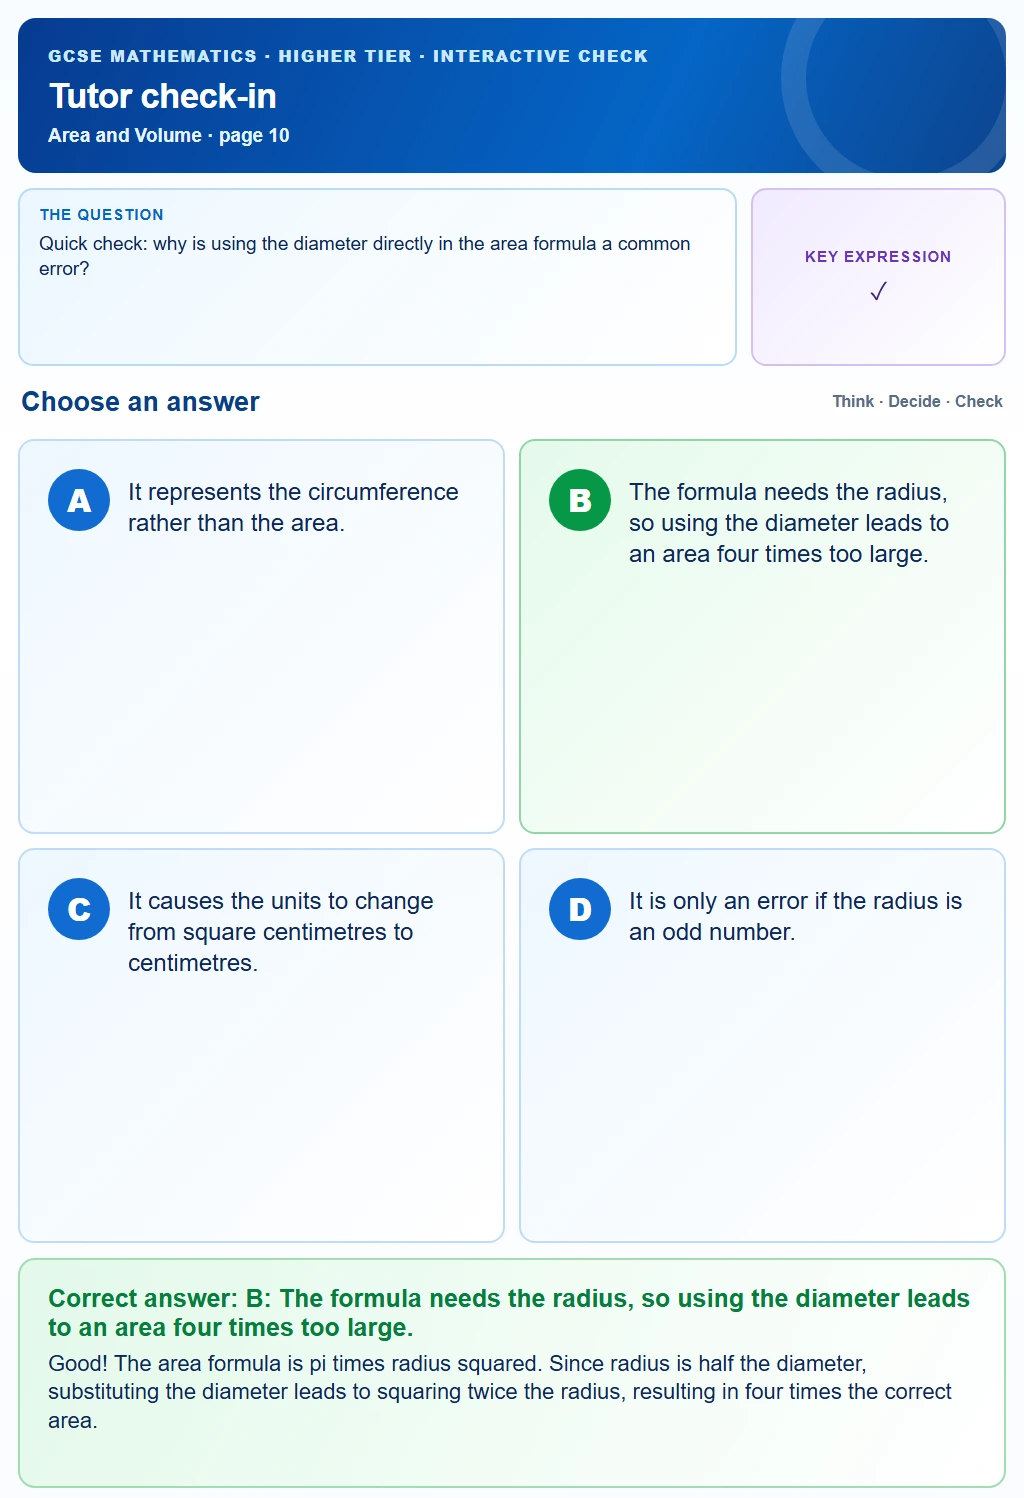 GCSE MATHEMATICS · HIGHER TIER · INTERACTIVE CHECK
Tutor check-in
Area and Volume · page 10
THE QUESTION
Quick check: why is using the diameter directly in the area formula a common
error?
KEY EXPRESSION
✓
Choose an answer
Think · Decide · Check
A
It represents the circumference
rather than the area.
B
The formula needs the radius,
so using the diameter leads to
an area four times too large.
C
It causes the units to change
from square centimetres to
centimetres.
D
It is only an error if the radius is
an odd number.
Correct answer: B: The formula needs the radius, so using the diameter leads
to an area four times too large.
Good! The area formula is pi times radius squared. Since radius is half the diameter,
substituting the diameter leads to squaring twice the radius, resulting in four times the correct
area.